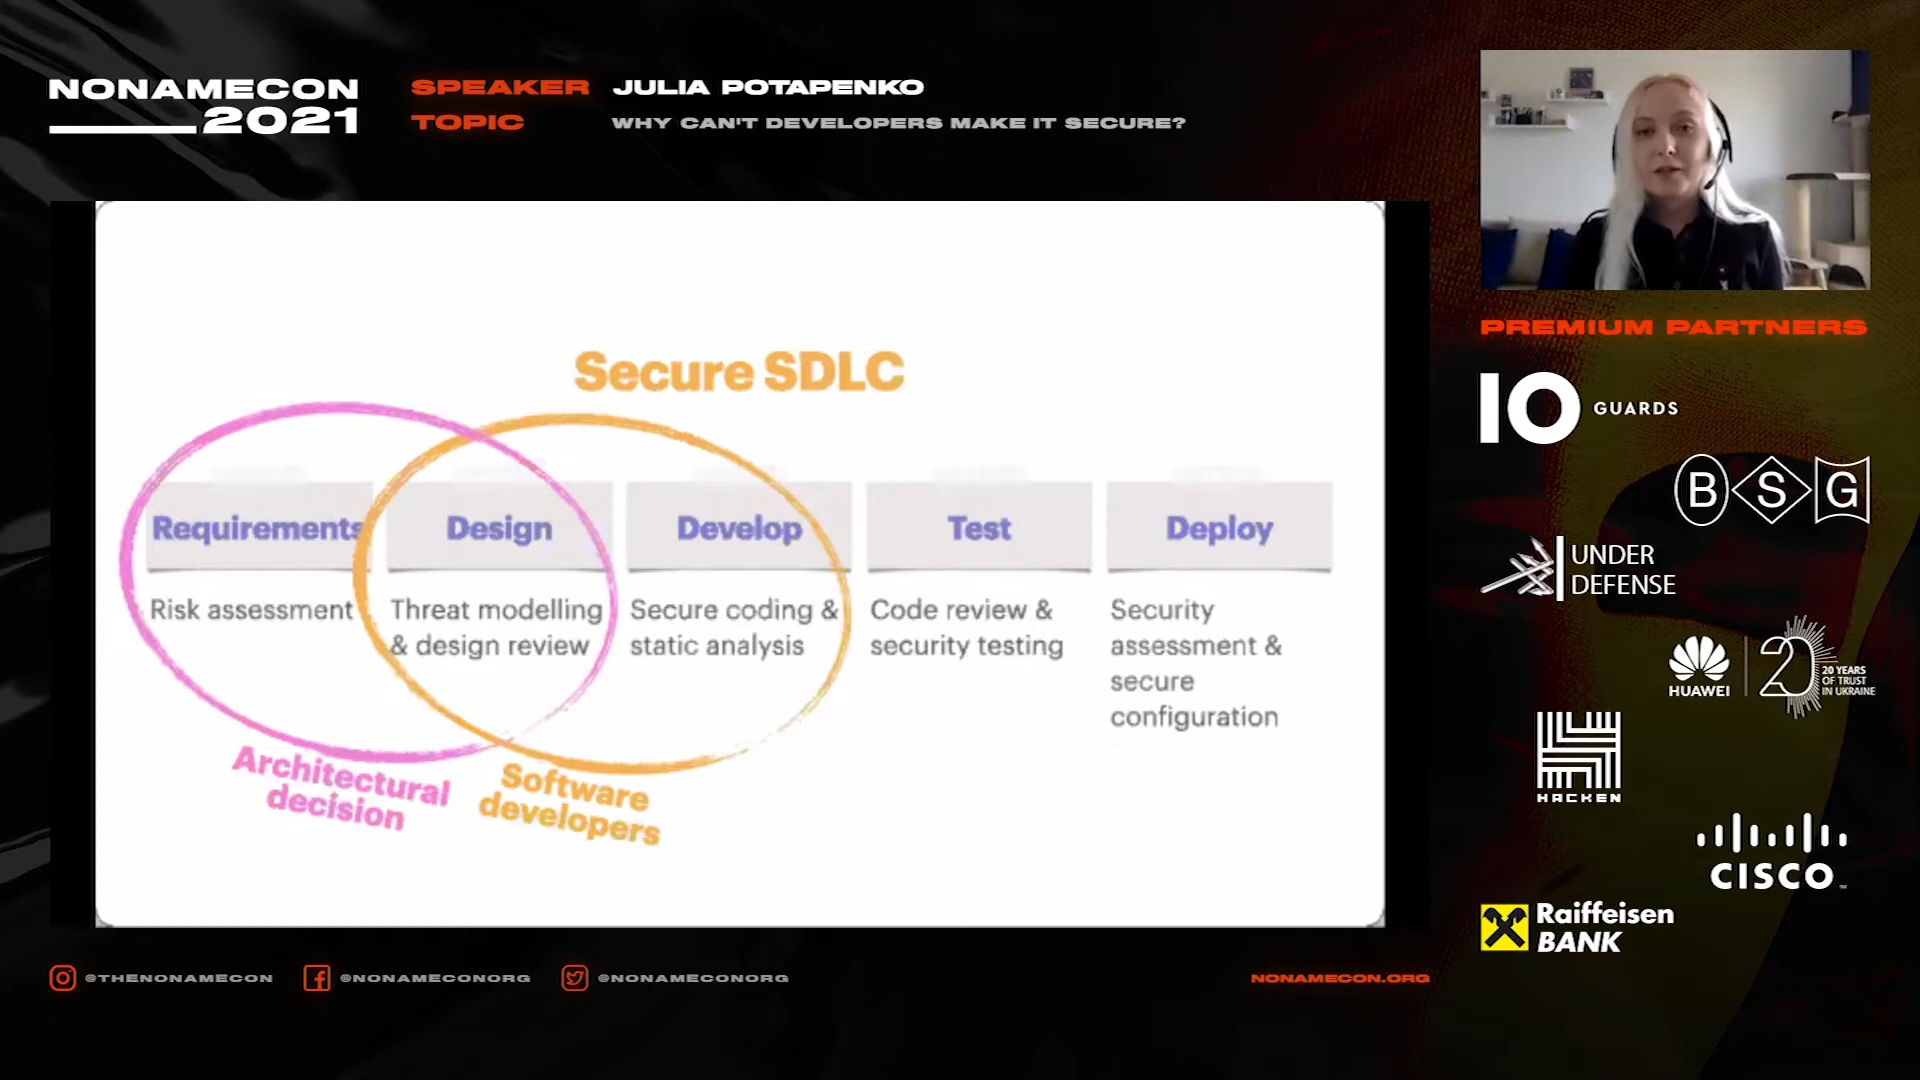 NONAMECON
2021
SPEAKER JULIA POTAPENKO
TOPIC WHY CAN'T DEVELOPERS MAKE IT SECURE?
Secure SDLC
Requirements
Risk assessment
Design
Threat modelling
& design review
Develop
Secure coding &
static analysis
Test
Code review &
security testing
Deploy
Security
assessment &
secure
configuration
Architectural
decision
Software
developers
PREMIUM PARTNERS
10 GUARDS
BSG
UNDER
DEFENSE
HUAWEI
20
20 YEARS
OF TRUST
IN UKRAINE
HACKEN
CISCO
Raiffeisen
BANK
@THENONAMECON
@NONAMECONORG
@NONAMECONORG
NONAMECON.ORG